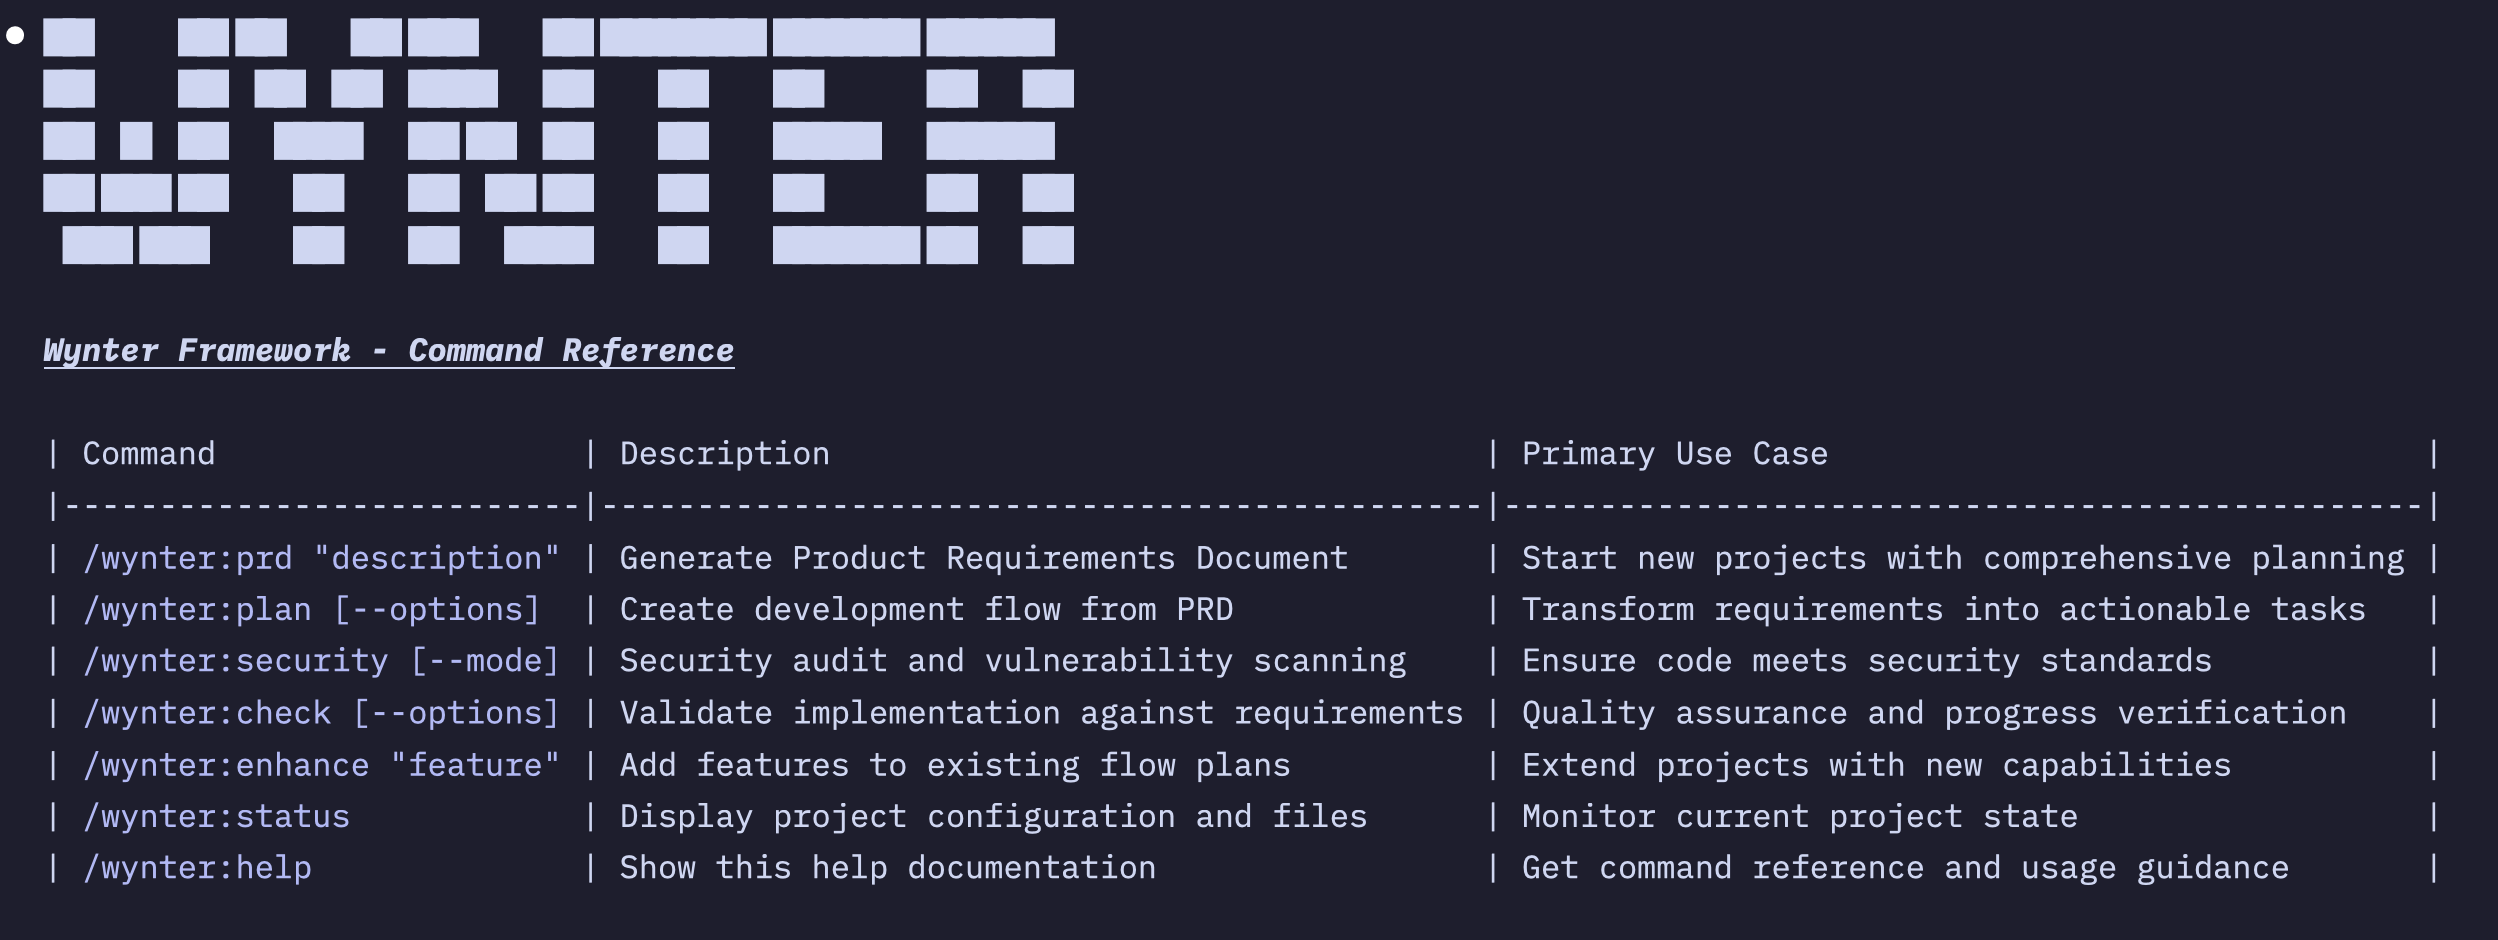 WYNTER
Wynter Framework - Command Reference
| Command | Description | Primary Use Case |
|---------------------------|----------------------------------------------|------------------------------------------------|
| /wynter:prd "description" | Generate Product Requirements Document | Start new projects with comprehensive planning |
| /wynter:plan [--options] | Create development flow from PRD | Transform requirements into actionable tasks |
| /wynter:security [--mode] | Security audit and vulnerability scanning | Ensure code meets security standards |
| /wynter:check [--options] | Validate implementation against requirements | Quality assurance and progress verification |
| /wynter:enhance "feature" | Add features to existing flow plans | Extend projects with new capabilities |
| /wynter:status | Display project configuration and files | Monitor current project state |
| /wynter:help | Show this help documentation | Get command reference and usage guidance |